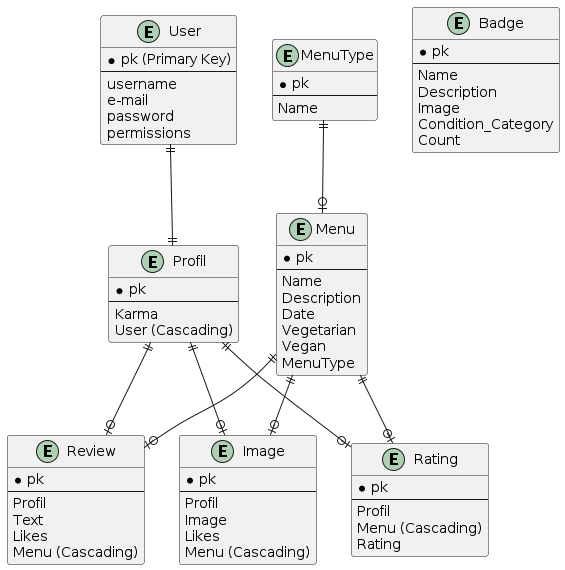 E User
* pk (Primary Key)
username
e-mail
password
permissions
E MenuType
* pk
Name
E Badge
* pk
Name
Description
Image
Condition_Category
Count
E Profil
* pk
Karma
User (Cascading)
E Menu
* pk
Name
Description
Date
Vegetarian
Vegan
MenuType
E Review
* pk
Profil
Text
Likes
Menu (Cascading)
E Image
* pk
Profil
Image
Likes
Menu (Cascading)
E Rating
* pk
Profil
Menu (Cascading)
Rating